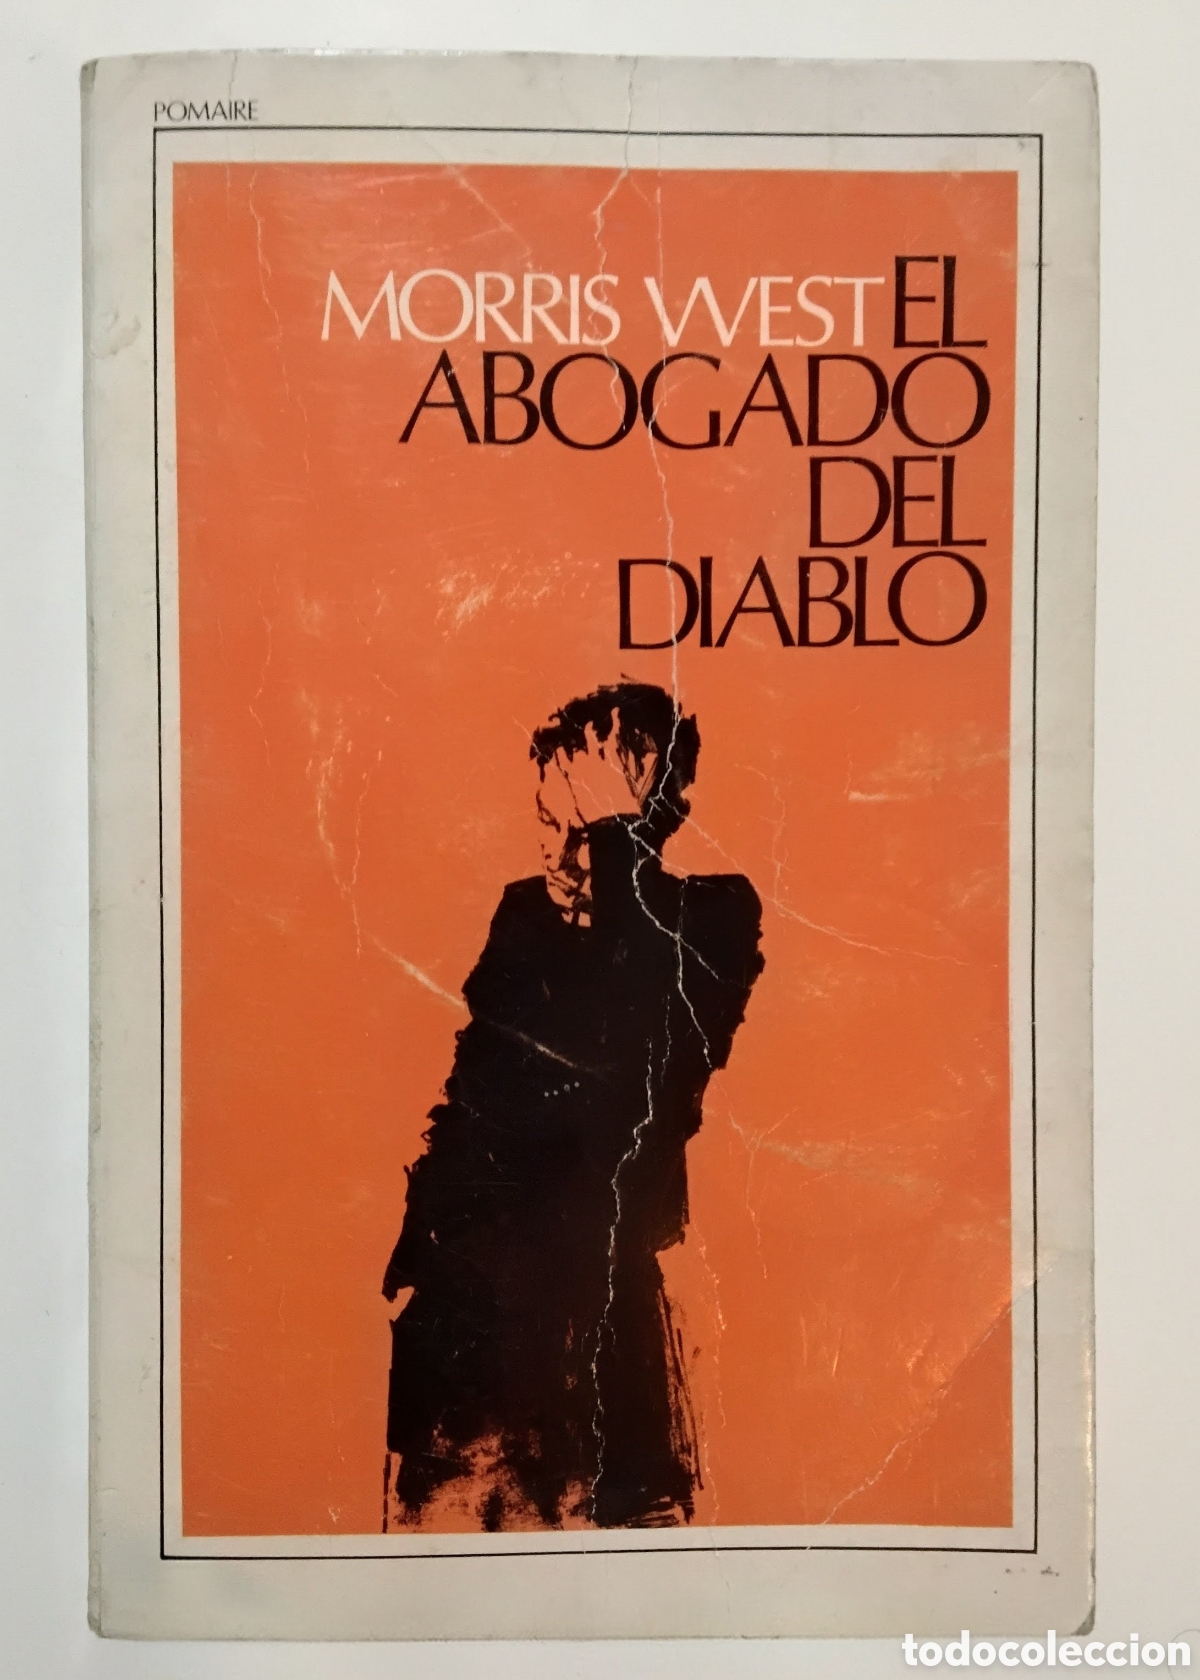 POMAIRE
MORRIS WEST EL
ABOGADO
DEL
DIABLO
todocoleccion